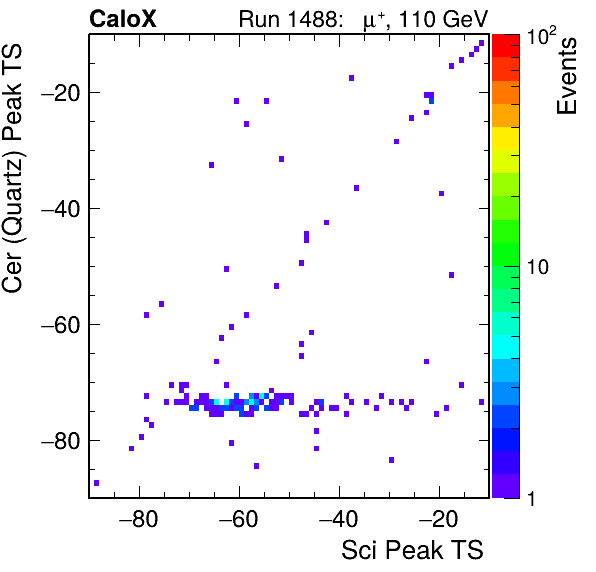 CaloX Run 1488: μ⁺, 110 GeV
Cer (Quartz) Peak TS
−20
−40
−60
−80
−80 −60 −40 −20
Sci Peak TS
10²
10
1
Events